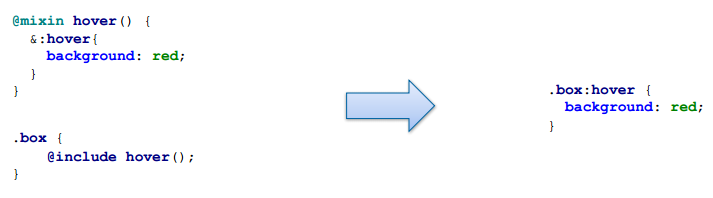 @mixin hover() {
  &:hover{
    background: red;
  }
}
.box {
    @include hover();
}
.box:hover {
  background: red;
}